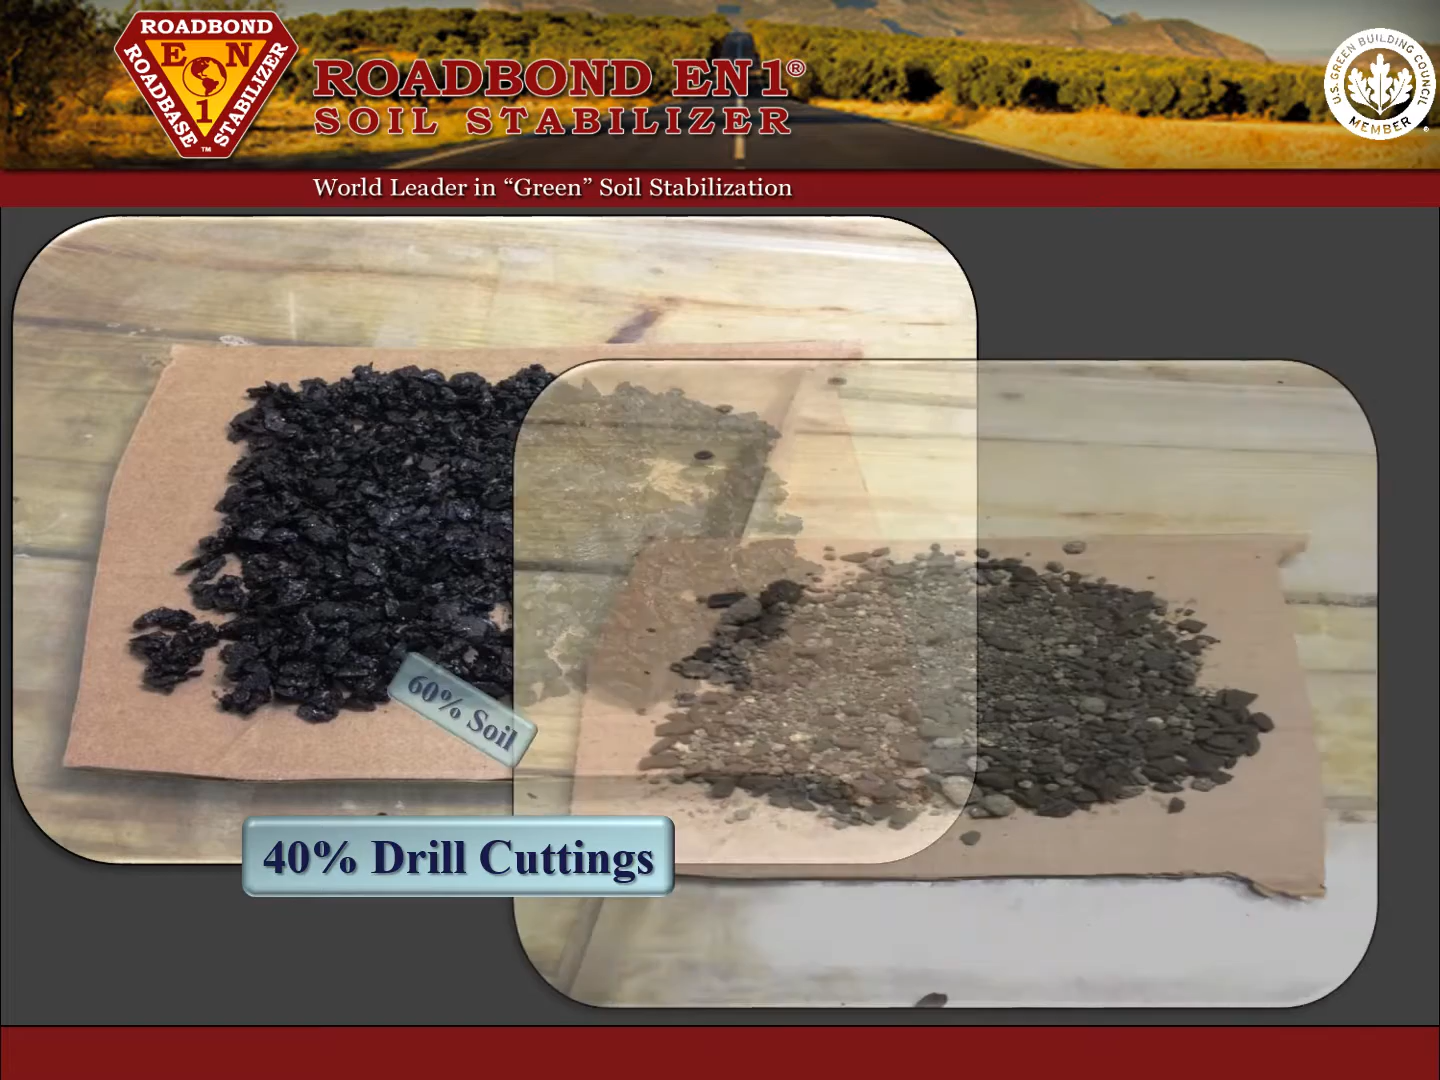 ROADBOND
EN1
ROADBASE
STABILIZER
™
ROADBOND EN1®
SOIL STABILIZER
U.S. GREEN BUILDING COUNCIL
MEMBER
®
World Leader in “Green” Soil Stabilization
60% Soil
40% Drill Cuttings